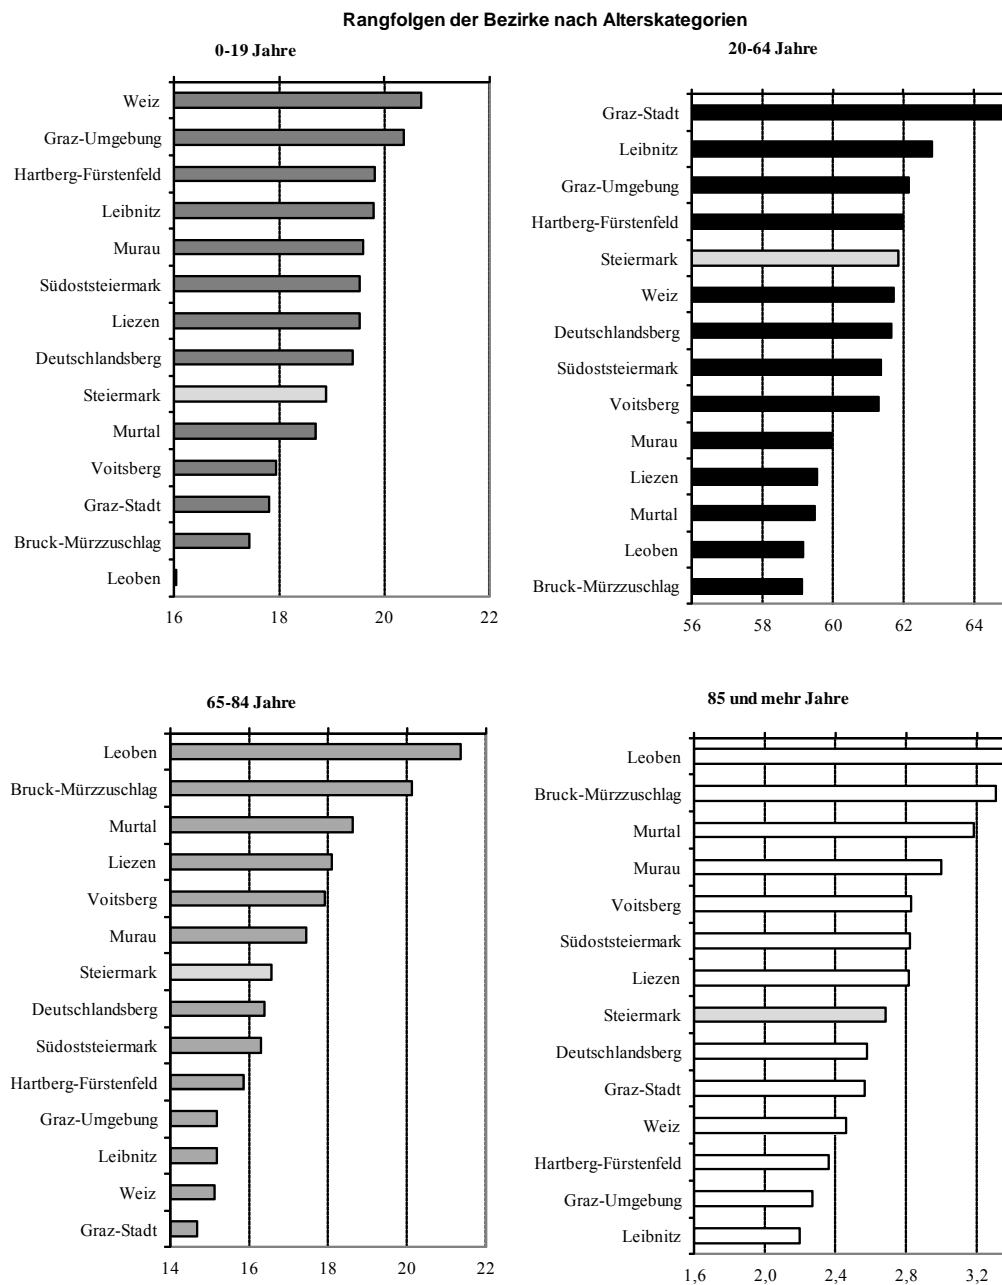 Rangfolgen der Bezirke nach Alterskategorien
0-19 Jahre
Weiz
Graz-Umgebung
Hartberg-Fürstenfeld
Leibnitz
Murau
Südoststeiermark
Liezen
Deutschlandsberg
Steiermark
Murtal
Voitsberg
Graz-Stadt
Bruck-Mürzzuschlag
Leoben
16 18 20 22
20-64 Jahre
Graz-Stadt
Leibnitz
Graz-Umgebung
Hartberg-Fürstenfeld
Steiermark
Weiz
Deutschlandsberg
Südoststeiermark
Voitsberg
Murau
Liezen
Murtal
Leoben
Bruck-Mürzzuschlag
56 58 60 62 64
65-84 Jahre
Leoben
Bruck-Mürzzuschlag
Murtal
Liezen
Voitsberg
Murau
Steiermark
Deutschlandsberg
Südoststeiermark
Hartberg-Fürstenfeld
Graz-Umgebung
Leibnitz
Weiz
Graz-Stadt
14 16 18 20 22
85 und mehr Jahre
Leoben
Bruck-Mürzzuschlag
Murtal
Murau
Voitsberg
Südoststeiermark
Liezen
Steiermark
Deutschlandsberg
Graz-Stadt
Weiz
Hartberg-Fürstenfeld
Graz-Umgebung
Leibnitz
1,6 2,0 2,4 2,8 3,2